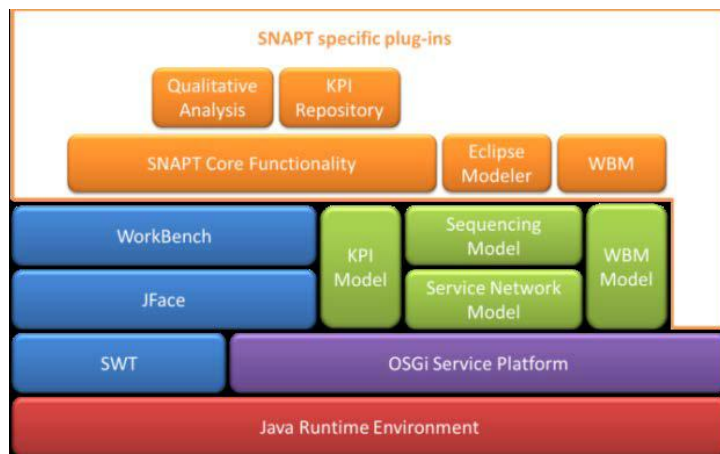 SNAPT specific plug-ins
Qualitative
Analysis
KPI
Repository
SNAPT Core Functionality
Eclipse
Modeler
WBM
WorkBench
KPI
Model
Sequencing
Model
WBM
Model
JFace
Service Network
Model
SWT
OSGi Service Platform
Java Runtime Environment